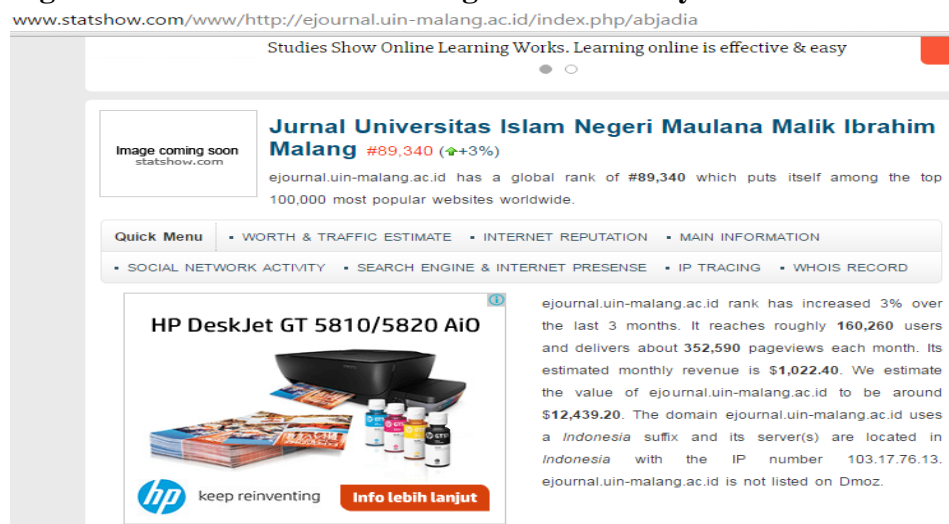 www.statshow.com/www/http://ejournal.uin-malang.ac.id/index.php/abjadia
Studies Show Online Learning Works. Learning online is effective & easy
Image coming soon
statshow.com
Jurnal Universitas Islam Negeri Maulana Malik Ibrahim
Malang #89,340 (+3%)
ejournal.uin-malang.ac.id has a global rank of #89,340 which puts itself among the top
100,000 most popular websites worldwide.
Quick Menu ▪ WORTH & TRAFFIC ESTIMATE ▪ INTERNET REPUTATION ▪ MAIN INFORMATION
▪ SOCIAL NETWORK ACTIVITY ▪ SEARCH ENGINE & INTERNET PRESENSE ▪ IP TRACING ▪ WHOIS RECORD
HP DeskJet GT 5810/5820 AiO
hp keep reinventing Info lebih lanjut
ejournal.uin-malang.ac.id rank has increased 3% over
the last 3 months. It reaches roughly 160,260 users
and delivers about 352,590 pageviews each month. Its
estimated monthly revenue is $1,022.40. We estimate
the value of ejournal.uin-malang.ac.id to be around
$12,439.20. The domain ejournal.uin-malang.ac.id uses
a Indonesia suffix and its server(s) are located in
Indonesia with the IP number 103.17.76.13.
ejournal.uin-malang.ac.id is not listed on Dmoz.